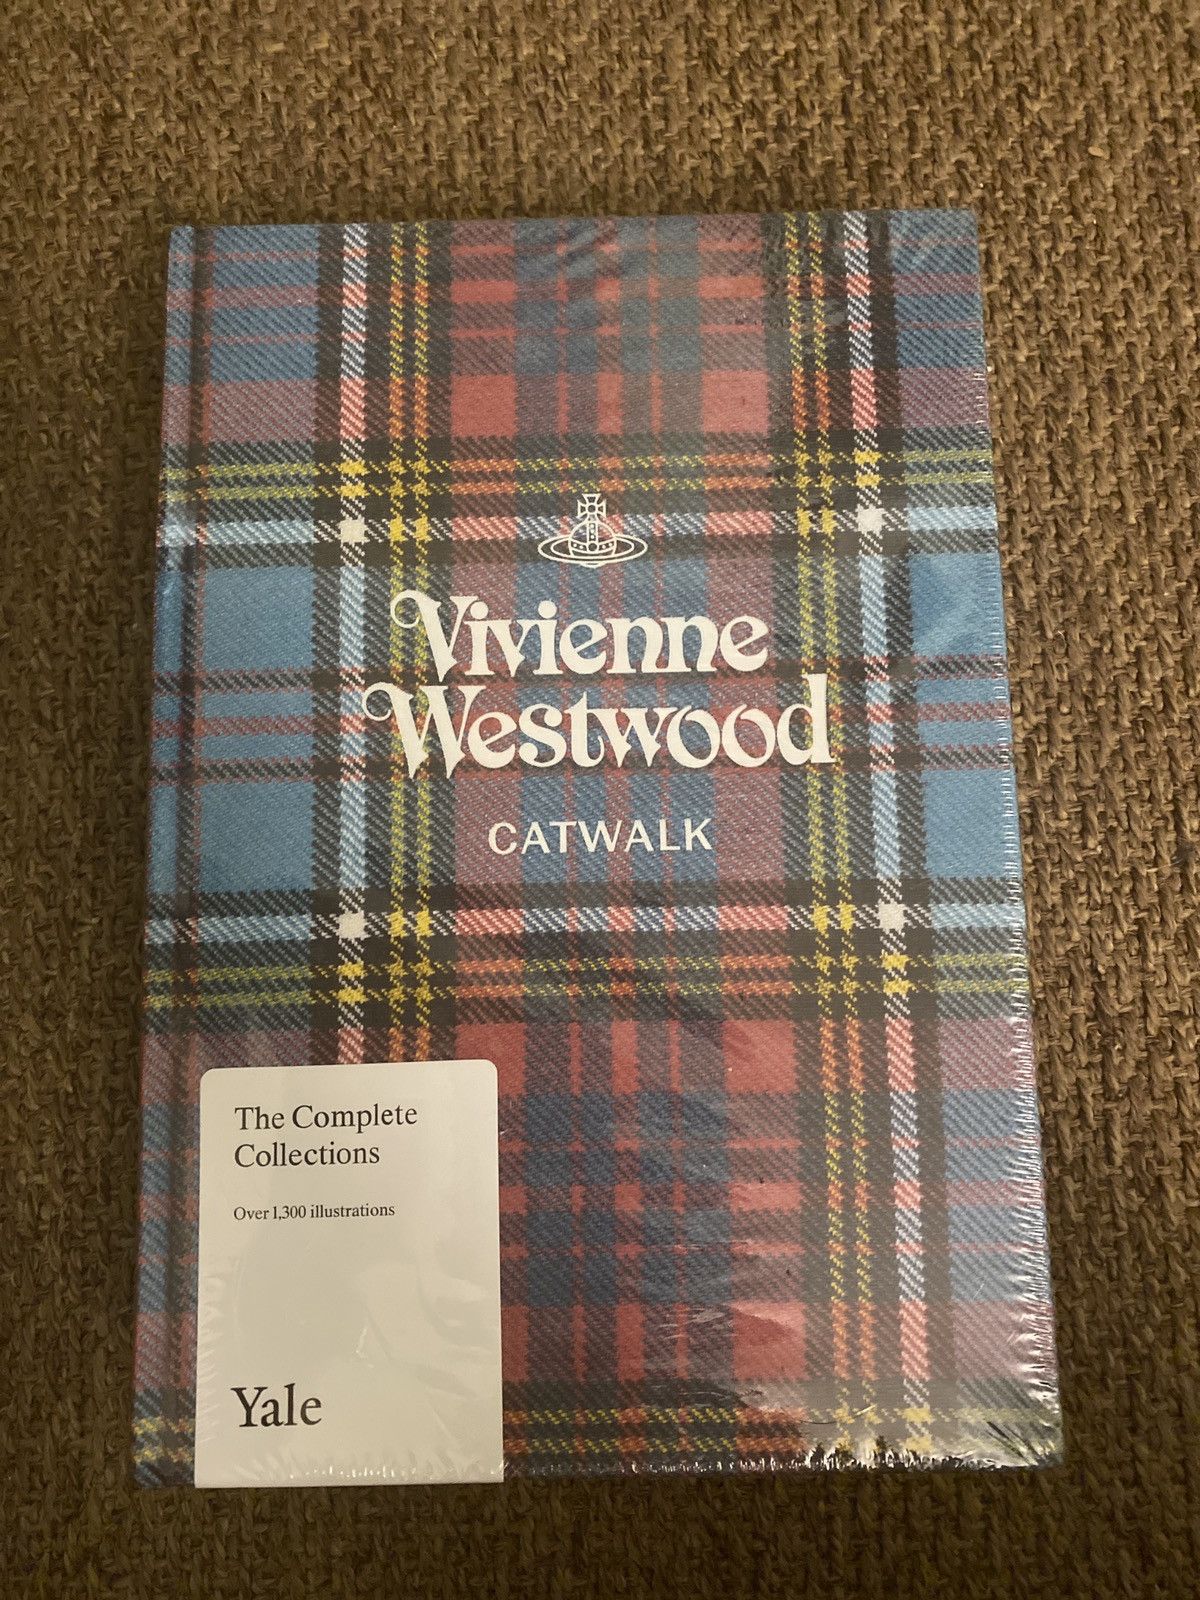 Vivienne
Westwood
CATWALK
The Complete
Collections
Over 1,300 illustrations
Yale